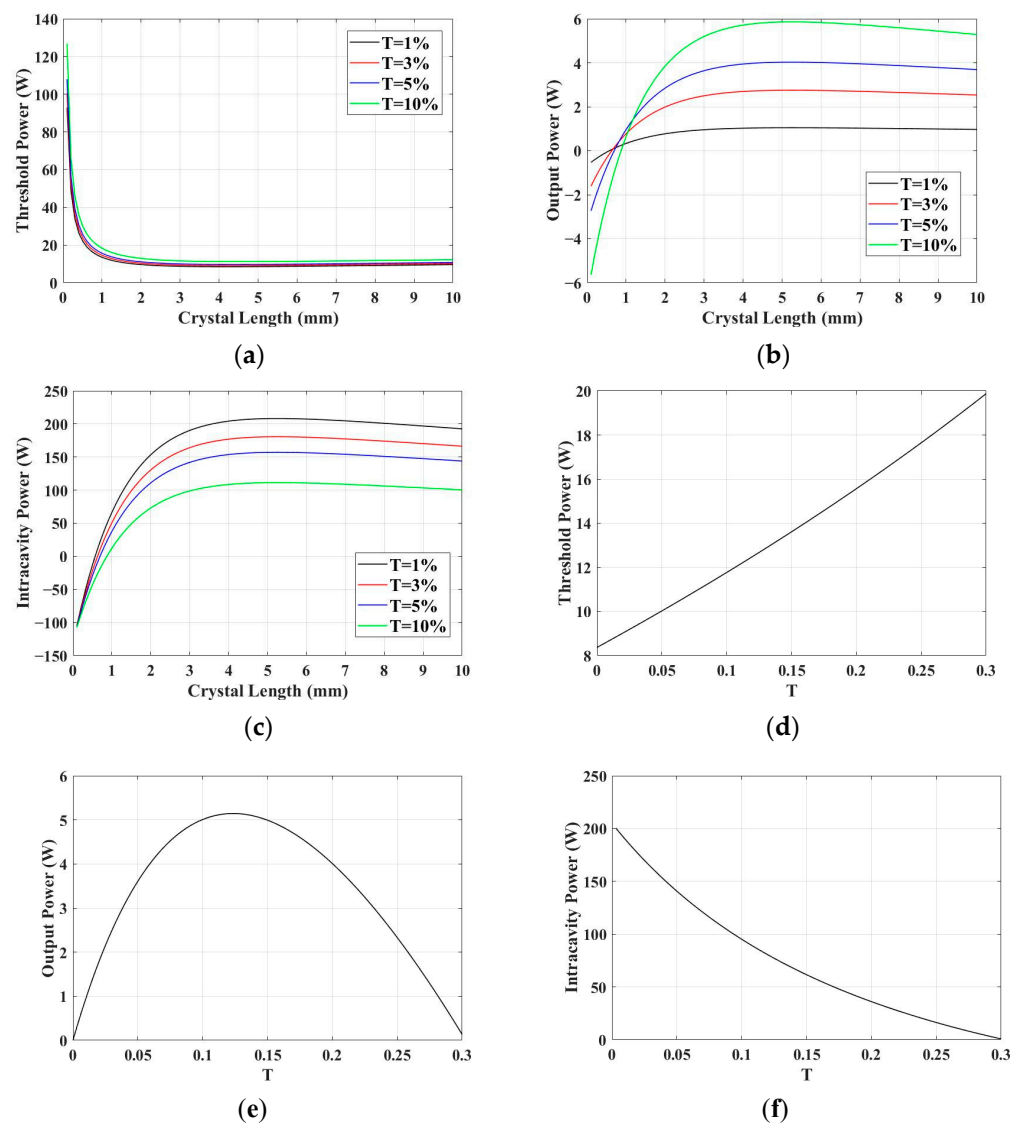 140
120
100
80
60
40
20
0
Threshold Power (W)
T=1%
T=3%
T=5%
T=10%
0 1 2 3 4 5 6 7 8 9 10
Crystal Length (mm)
(a)
6
4
2
0
−2
−4
−6
Output Power (W)
T=1%
T=3%
T=5%
T=10%
0 1 2 3 4 5 6 7 8 9 10
Crystal Length (mm)
(b)
250
200
150
100
50
0
−50
−100
−150
Intracavity Power (W)
T=1%
T=3%
T=5%
T=10%
0 1 2 3 4 5 6 7 8 9 10
Crystal Length (mm)
(c)
20
18
16
14
12
10
8
Threshold Power (W)
0 0.05 0.1 0.15 0.2 0.25 0.3
T
(d)
6
5
4
3
2
1
0
Output Power (W)
0 0.05 0.1 0.15 0.2 0.25 0.3
T
(e)
250
200
150
100
50
0
Intracavity Power (W)
0 0.05 0.1 0.15 0.2 0.25 0.3
T
(f)